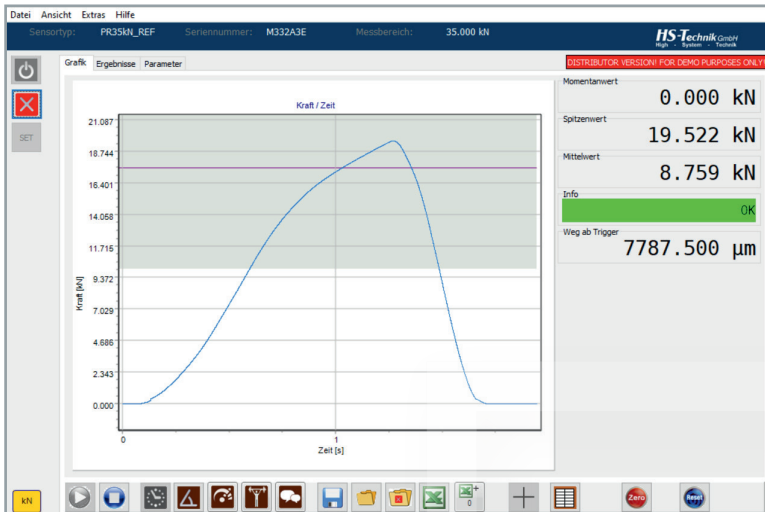 Datei Ansicht Extras Hilfe
Sensortyp: PR35kN_REF Seriennummer: M332A3E Messbereich: 35.000 kN
HS-Technik GmbH
High - System - Technik
Grafik Ergebnisse Parameter
DISTRIBUTOR VERSION! FOR DEMO PURPOSES ONLY!
SET
Kraft / Zeit
21.087
18.744
16.401
14.058
11.715
9.372
7.029
4.686
2.343
0.000
Kraft [kN]
0 1
Zeit [s]
Momentanwert
0.000 kN
Spitzenwert
19.522 kN
Mittelwert
8.759 kN
Info
OK
Weg ab Trigger
7787.500 µm
kN
0
Zero
Reset